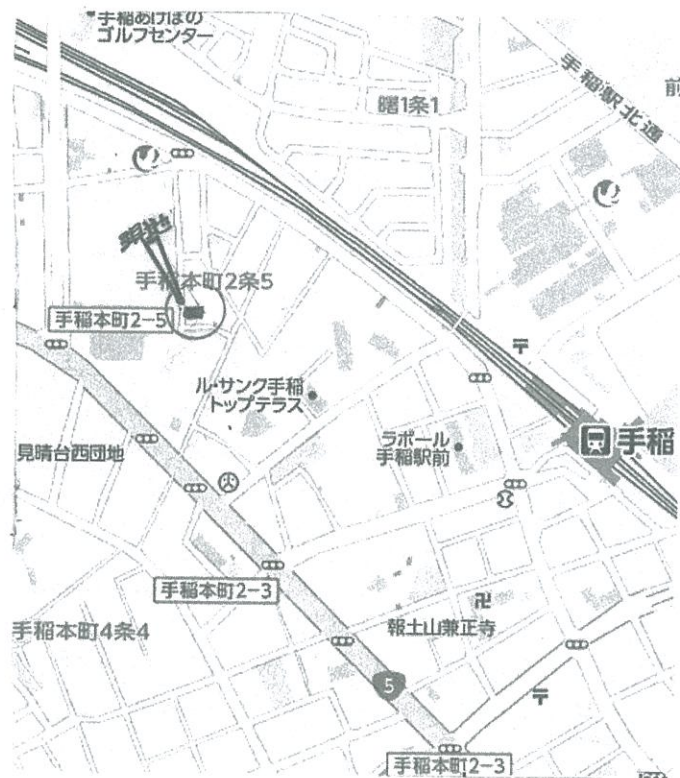 手稲あけぼの
ゴルフセンター
手稲駅北通
前
曙1条1
現地
手稲本町2条5
手稲本町2-5
ル・サンク手稲
トップテラス
ラボール
手稲駅前
手稲
見晴台西団地
手稲本町2-3
手稲本町4条4
報土山兼正寺
5
手稲本町2-3